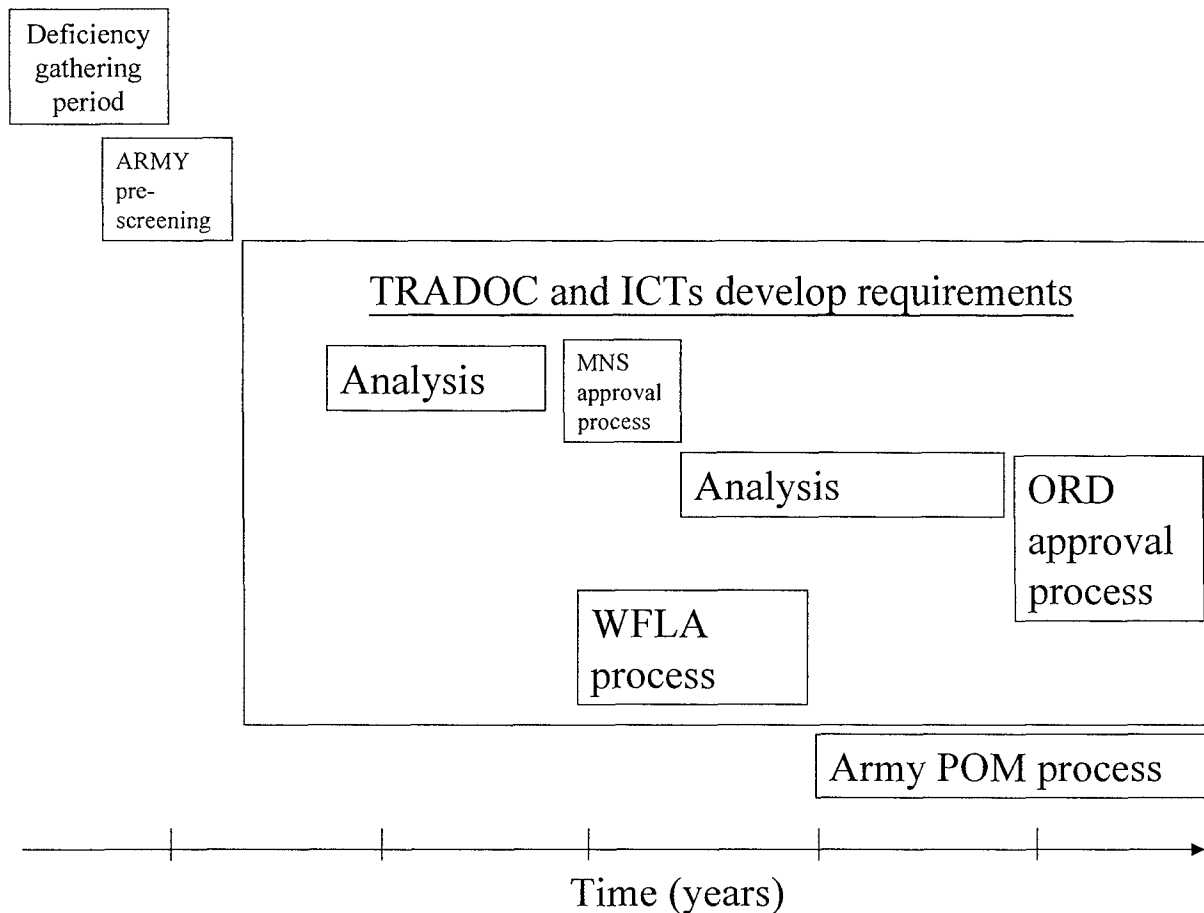 Deficiency
gathering
period
ARMY
pre-
screening
TRADOC and ICTs develop requirements
Analysis
MNS
approval
process
Analysis
ORD
approval
process
WFLA
process
Army POM process
Time (years)